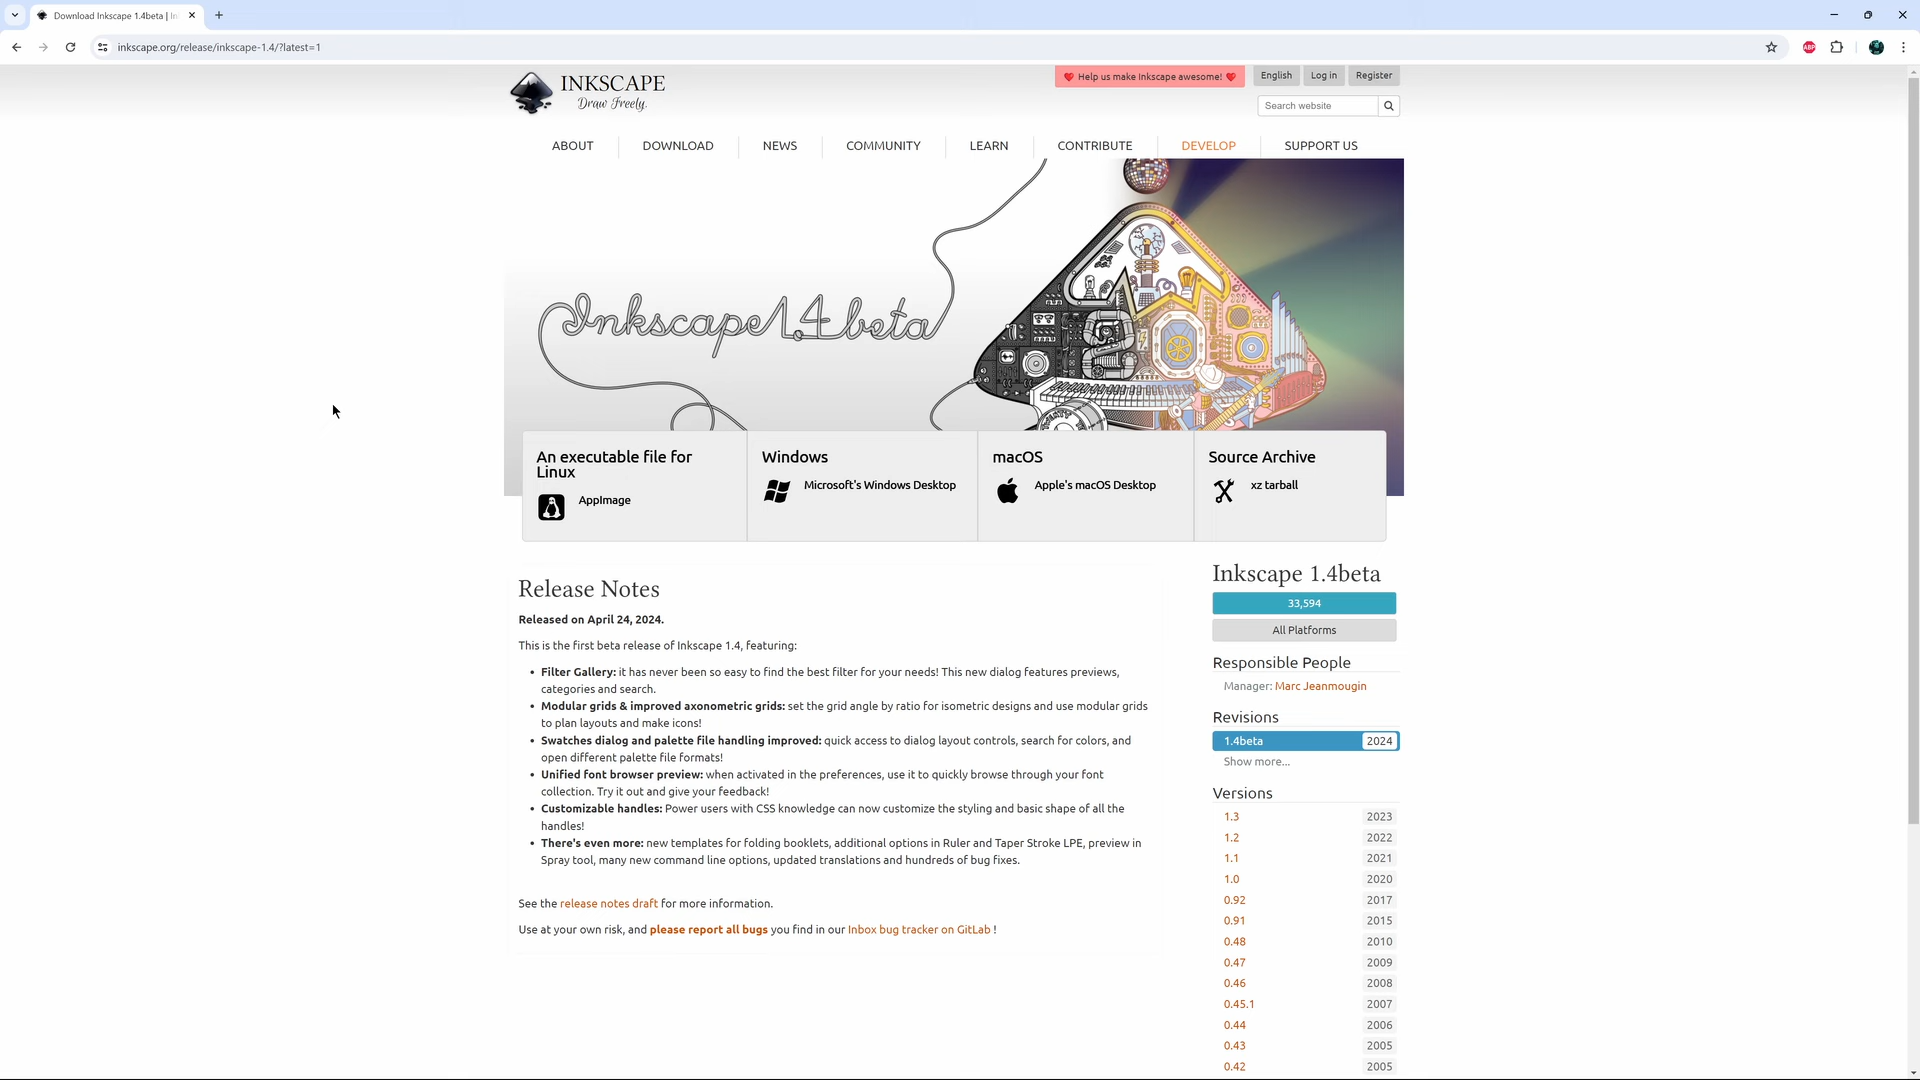 Download Inkscape 1.4beta | In
inkscape.org/release/inkscape-1.4/?latest=1
ABP
INKSCAPE
Draw Freely.
Help us make Inkscape awesome!
English
Log in
Register
Search website
ABOUT
DOWNLOAD
NEWS
COMMUNITY
LEARN
CONTRIBUTE
DEVELOP
SUPPORT US
Inkscape 1.4 beta
An executable file for
Linux
AppImage
Windows
Microsoft's Windows Desktop
macOS
Apple's macOS Desktop
Source Archive
xz tarball
Release Notes
Released on April 24, 2024.
This is the first beta release of Inkscape 1.4, featuring:
• Filter Gallery: it has never been so easy to find the best filter for your needs! This new dialog features previews,
categories and search.
• Modular grids & improved axonometric grids: set the grid angle by ratio for isometric designs and use modular grids
to plan layouts and make icons!
• Swatches dialog and palette file handling improved: quick access to dialog layout controls, search for colors, and
open different palette file formats!
• Unified font browser preview: when activated in the preferences, use it to quickly browse through your font
collection. Try it out and give your feedback!
• Customizable handles: Power users with CSS knowledge can now customize the styling and basic shape of all the
handles!
• There's even more: new templates for folding booklets, additional options in Ruler and Taper Stroke LPE, preview in
Spray tool, many new command line options, updated translations and hundreds of bug fixes.
See the release notes draft for more information.
Use at your own risk, and please report all bugs you find in our Inbox bug tracker on GitLab !
Inkscape 1.4beta
33,594
All Platforms
Responsible People
Manager: Marc Jeanmougin
Revisions
1.4beta 2024
Show more...
Versions
1.3 2023
1.2 2022
1.1 2021
1.0 2020
0.92 2017
0.91 2015
0.48 2010
0.47 2009
0.46 2008
0.45.1 2007
0.44 2006
0.43 2005
0.42 2005